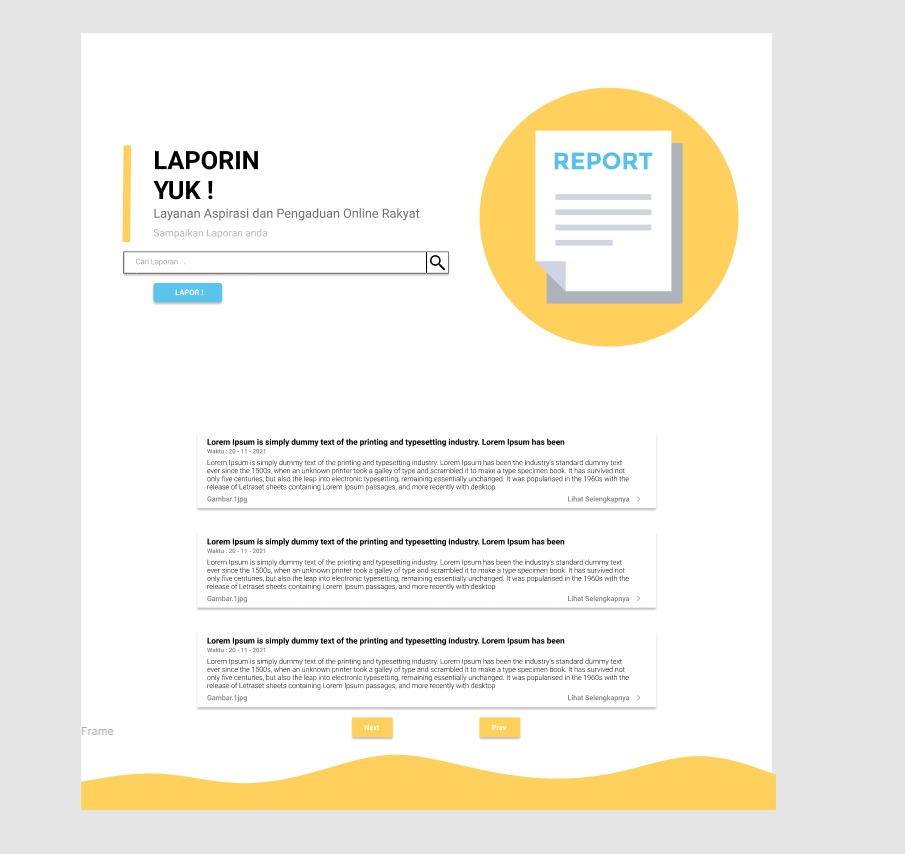 LAPORIN
YUK !
Layanan Aspirasi dan Pengaduan Online Rakyat
Sampaikan Laporan anda
Cari Laporan . .
LAPOR !
REPORT
Lorem Ipsum is simply dummy text of the printing and typesetting industry. Lorem Ipsum has been
Waktu : 20 - 11 - 2021
Lorem Ipsum is simply dummy text of the printing and typesetting industry. Lorem Ipsum has been the industry's standard dummy text
ever since the 1500s, when an unknown printer took a galley of type and scrambled it to make a type specimen book. It has survived not
only five centuries, but also the leap into electronic typesetting, remaining essentially unchanged. It was popularised in the 1960s with the
release of Letraset sheets containing Lorem Ipsum passages, and more recently with desktop
Gambar.1jpg
Lihat Selengkapnya >
Lorem Ipsum is simply dummy text of the printing and typesetting industry. Lorem Ipsum has been
Waktu : 20 - 11 - 2021
Lorem Ipsum is simply dummy text of the printing and typesetting industry. Lorem Ipsum has been the industry's standard dummy text
ever since the 1500s, when an unknown printer took a galley of type and scrambled it to make a type specimen book. It has survived not
only five centuries, but also the leap into electronic typesetting, remaining essentially unchanged. It was popularised in the 1960s with the
release of Letraset sheets containing Lorem Ipsum passages, and more recently with desktop
Gambar.1jpg
Lihat Selengkapnya >
Lorem Ipsum is simply dummy text of the printing and typesetting industry. Lorem Ipsum has been
Waktu : 20 - 11 - 2021
Lorem Ipsum is simply dummy text of the printing and typesetting industry. Lorem Ipsum has been the industry's standard dummy text
ever since the 1500s, when an unknown printer took a galley of type and scrambled it to make a type specimen book. It has survived not
only five centuries, but also the leap into electronic typesetting, remaining essentially unchanged. It was popularised in the 1960s with the
release of Letraset sheets containing Lorem Ipsum passages, and more recently with desktop
Gambar.1jpg
Lihat Selengkapnya >
Next
Prev
Frame